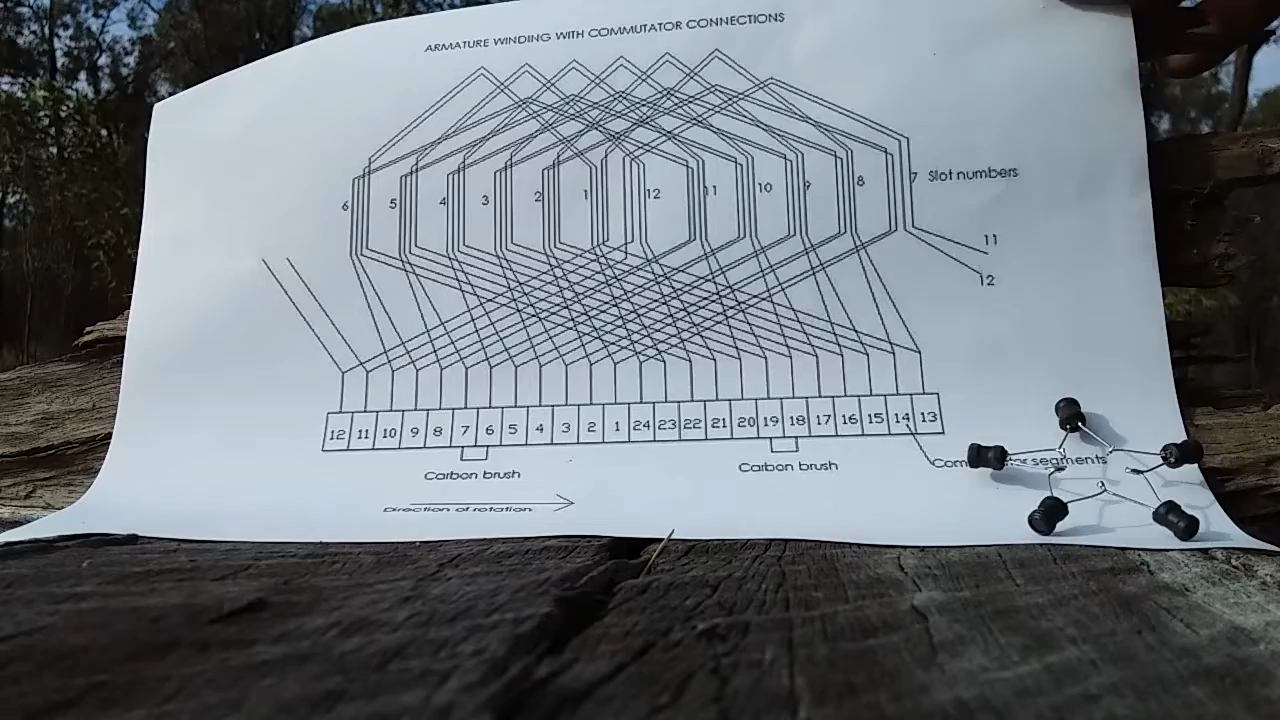 ARMATURE WINDING WITH COMMUTATOR CONNECTIONS
6 5 4 3 2 1 12 11 10 9 8 7 Slot numbers
11
12
12 11 10 9 8 7 6 5 4 3 2 1 24 23 22 21 20 19 18 17 16 15 14 13
Carbon brush Carbon brush
segments
Direction of rotation